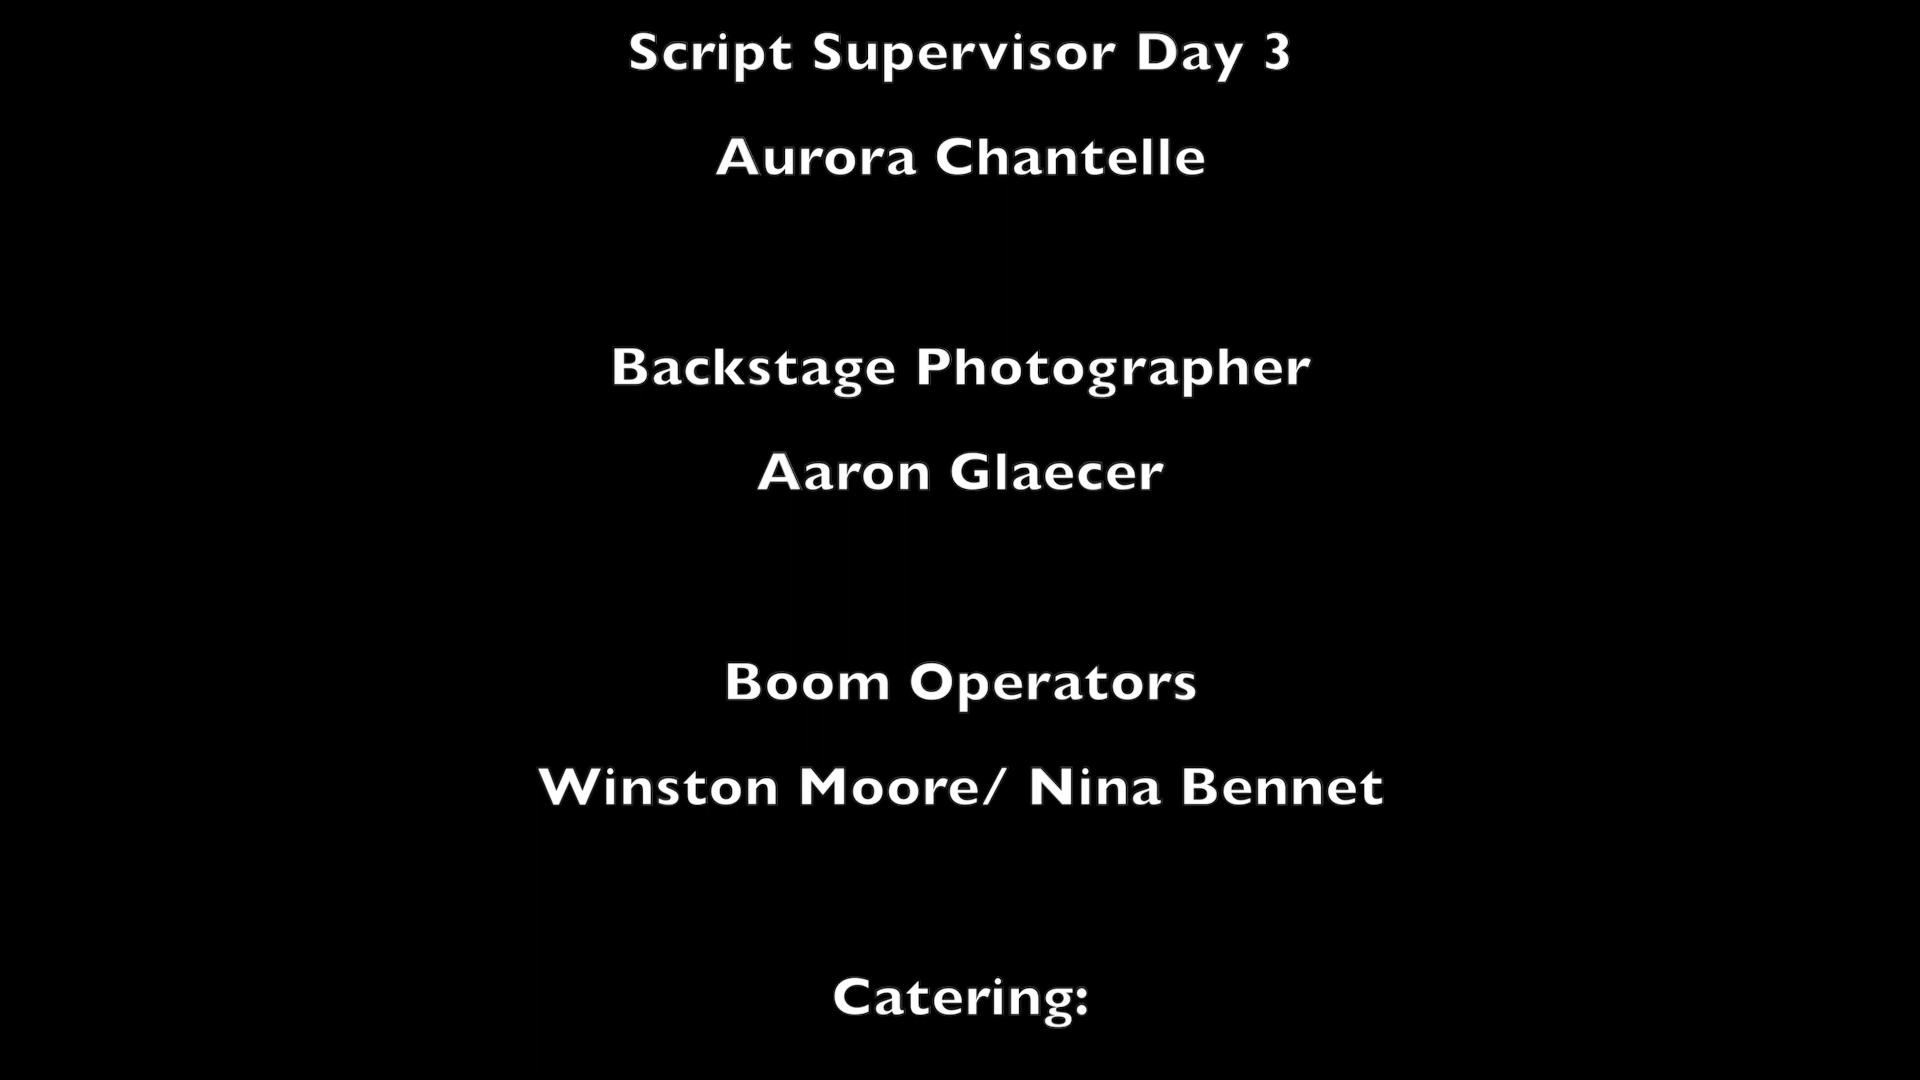 Script Supervisor Day 3
Aurora Chantelle
Backstage Photographer
Aaron Glaecer
Boom Operators
Winston Moore/ Nina Bennet
Catering: